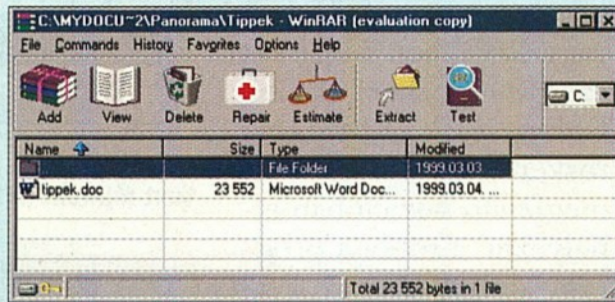 C:\MYDOCU~2\Panorama\Tippek - WinRAR (evaluation copy)
File Commands History Favorites Options Help
Add View Delete Repair Estimate Extract Test C:
Name Size Type Modified
.. File Folder 1999.03.03. ...
tippek.doc 23 552 Microsoft Word Doc... 1999.03.04. ...
Total 23 552 bytes in 1 file